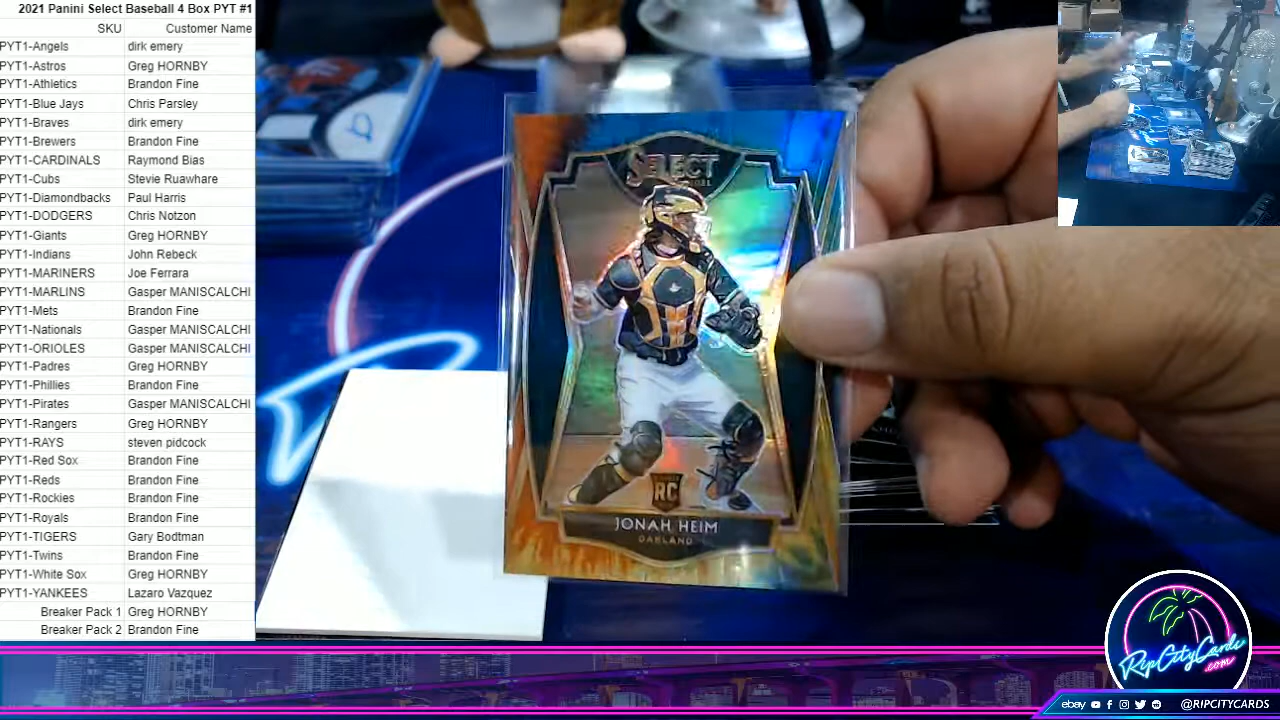 2021 Panini Select Baseball 4 Box PYT #1
SKU Customer Name
PYT1-Angels dirk emery
PYT1-Astros Greg HORNBY
PYT1-Athletics Brandon Fine
PYT1-Blue Jays Chris Parsley
PYT1-Braves dirk emery
PYT1-Brewers Brandon Fine
PYT1-CARDINALS Raymond Bias
PYT1-Cubs Stevie Ruawhare
PYT1-Diamondbacks Paul Harris
PYT1-DODGERS Chris Notzon
PYT1-Giants Greg HORNBY
PYT1-Indians John Rebeck
PYT1-MARINERS Joe Ferrara
PYT1-MARLINS Gasper MANISCALCHI
PYT1-Mets Brandon Fine
PYT1-Nationals Gasper MANISCALCHI
PYT1-ORIOLES Gasper MANISCALCHI
PYT1-Padres Greg HORNBY
PYT1-Phillies Brandon Fine
PYT1-Pirates Gasper MANISCALCHI
PYT1-Rangers Greg HORNBY
PYT1-RAYS steven pidcock
PYT1-Red Sox Brandon Fine
PYT1-Reds Brandon Fine
PYT1-Rockies Brandon Fine
PYT1-Royals Brandon Fine
PYT1-TIGERS Gary Bodtman
PYT1-Twins Brandon Fine
PYT1-White Sox Greg HORNBY
PYT1-YANKEES Lazaro Vazquez
Breaker Pack 1 Greg HORNBY
Breaker Pack 2 Brandon Fine
SELECT
RC
JONAH HEIM
OAKLAND
RipCityCards
.com
ebay @RIPCITYCARDS